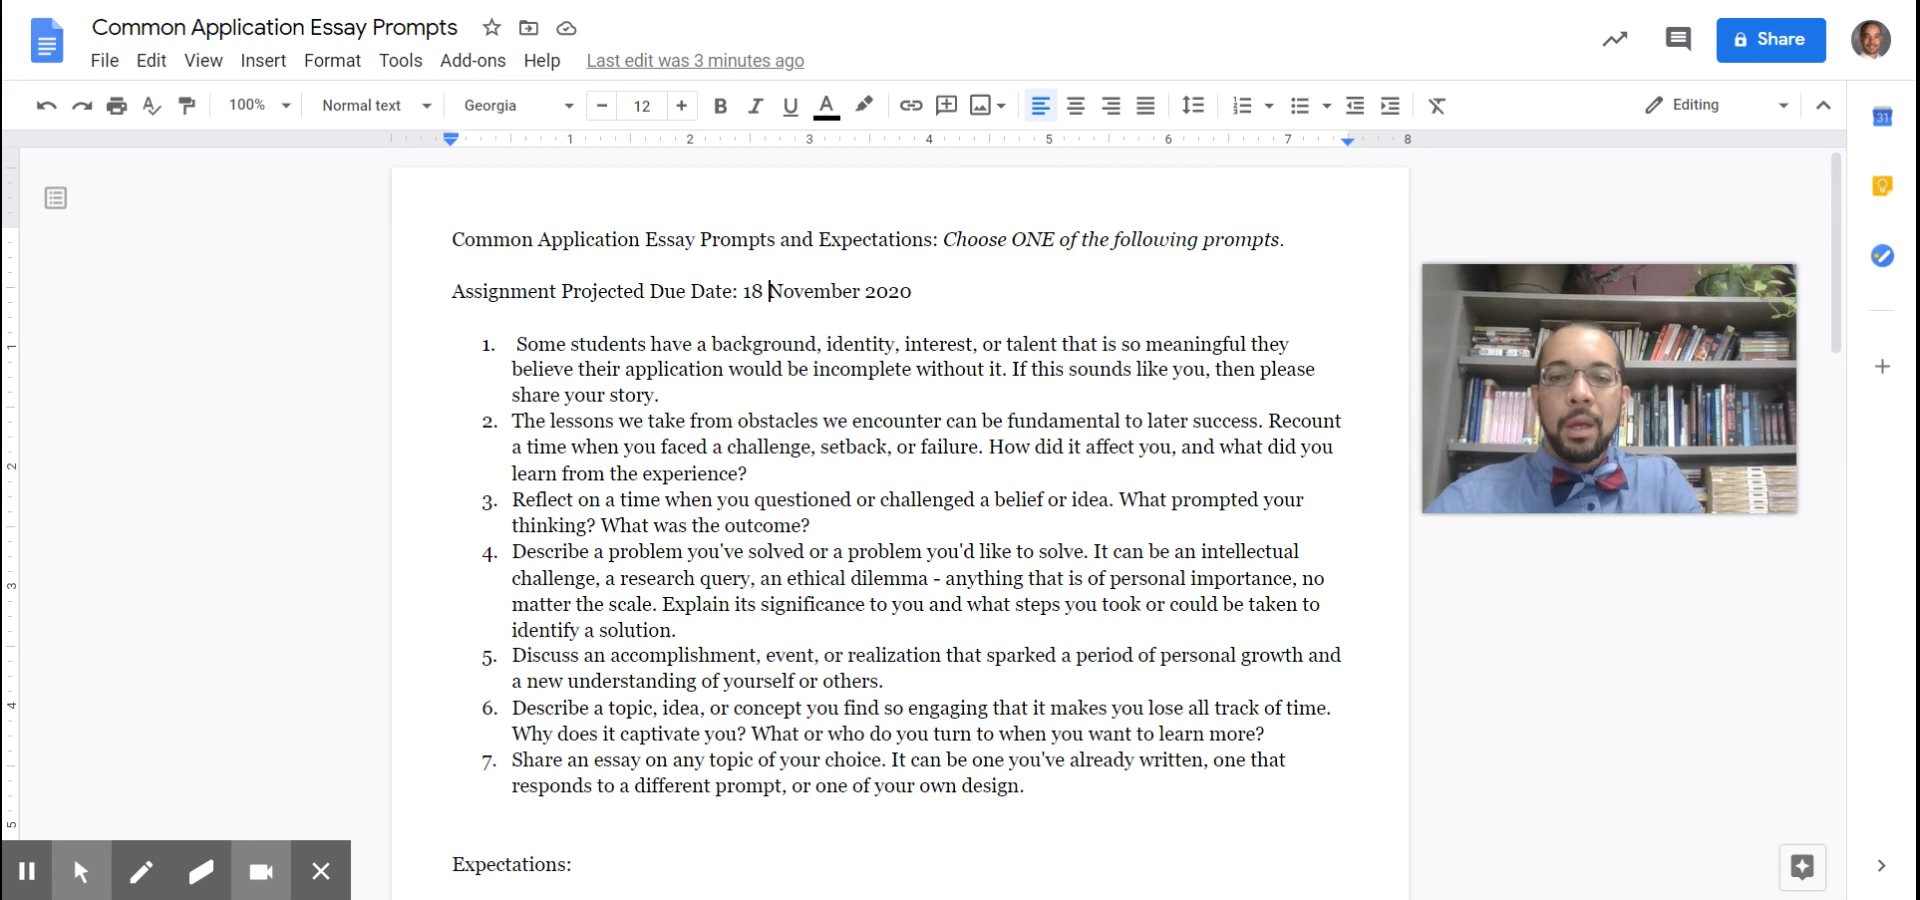 Common Application Essay Prompts
File Edit View Insert Format Tools Add-ons Help Last edit was 3 minutes ago
Share
100% Normal text Georgia 12 Editing
1 2 3 4 5 6 7 8
31
Common Application Essay Prompts and Expectations: Choose ONE of the following prompts.
Assignment Projected Due Date: 18 November 2020
1. Some students have a background, identity, interest, or talent that is so meaningful they
believe their application would be incomplete without it. If this sounds like you, then please
share your story.
2. The lessons we take from obstacles we encounter can be fundamental to later success. Recount
a time when you faced a challenge, setback, or failure. How did it affect you, and what did you
learn from the experience?
3. Reflect on a time when you questioned or challenged a belief or idea. What prompted your
thinking? What was the outcome?
4. Describe a problem you've solved or a problem you'd like to solve. It can be an intellectual
challenge, a research query, an ethical dilemma - anything that is of personal importance, no
matter the scale. Explain its significance to you and what steps you took or could be taken to
identify a solution.
5. Discuss an accomplishment, event, or realization that sparked a period of personal growth and
a new understanding of yourself or others.
6. Describe a topic, idea, or concept you find so engaging that it makes you lose all track of time.
Why does it captivate you? What or who do you turn to when you want to learn more?
7. Share an essay on any topic of your choice. It can be one you've already written, one that
responds to a different prompt, or one of your own design.
Expectations:
1
2
3
4
5